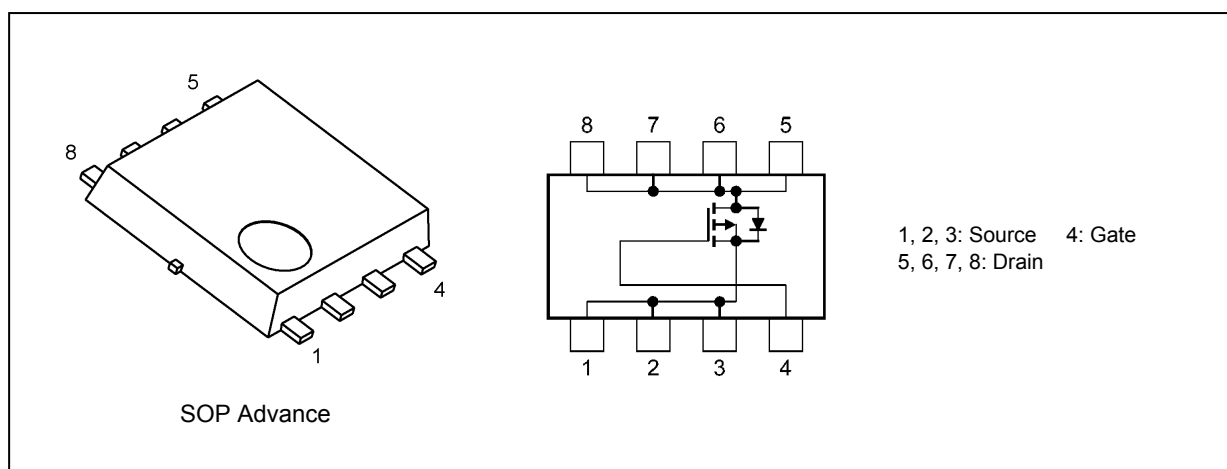 5
8
4
1
SOP Advance
8 7 6 5
1 2 3 4
1, 2, 3: Source 4: Gate
5, 6, 7, 8: Drain